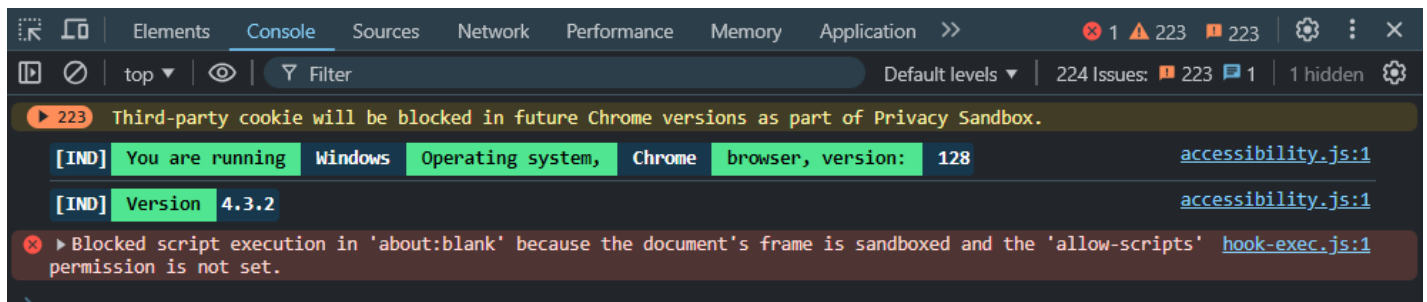 Elements Console Sources Network Performance Memory Application >> 1 223 223
top ▼ Filter Default levels ▼ 224 Issues: 223 1 1 hidden
223 Third-party cookie will be blocked in future Chrome versions as part of Privacy Sandbox.
[IND] You are running Windows Operating system, Chrome browser, version: 128 accessibility.js:1
[IND] Version 4.3.2 accessibility.js:1
Blocked script execution in 'about:blank' because the document's frame is sandboxed and the 'allow-scripts' hook-exec.js:1
permission is not set.